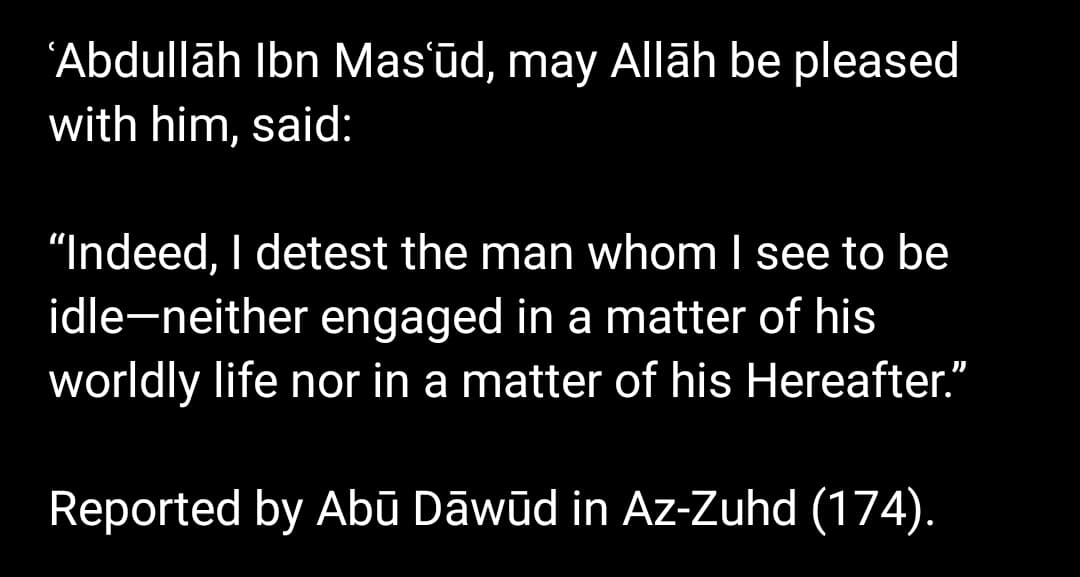 ʿAbdullāh Ibn Masʿūd, may Allāh be pleased
with him, said:
“Indeed, I detest the man whom I see to be
idle—neither engaged in a matter of his
worldly life nor in a matter of his Hereafter.”
Reported by Abū Dāwūd in Az-Zuhd (174).